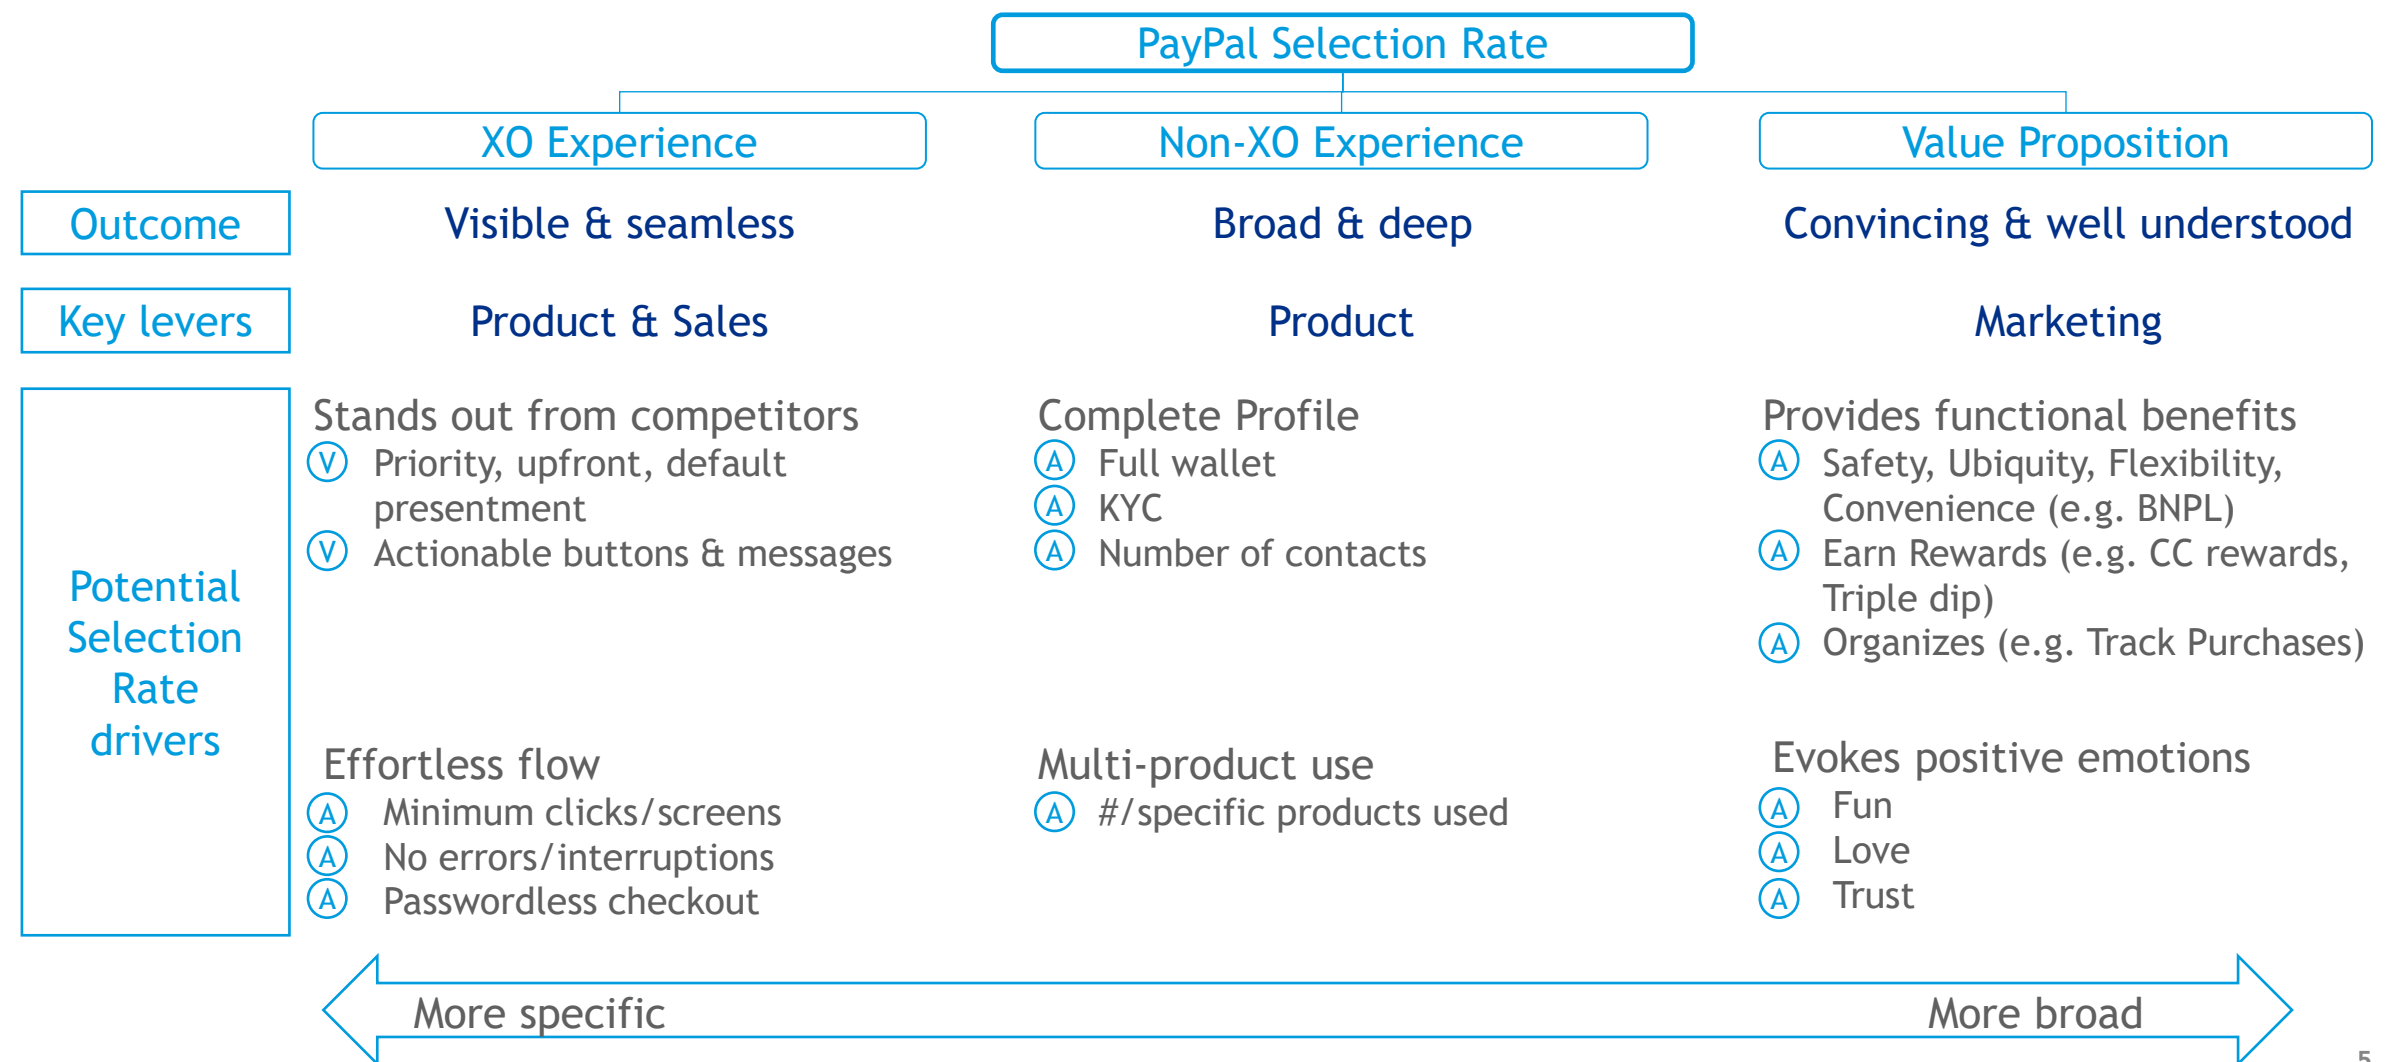 PayPal Selection Rate
XO Experience
Non-XO Experience
Value Proposition
Outcome
Visible & seamless
Broad & deep
Convincing & well understood
Key levers
Product & Sales
Product
Marketing
Potential
Selection
Rate
drivers
Stands out from competitors
V Priority, upfront, default
presentment
V Actionable buttons & messages
Effortless flow
A Minimum clicks/screens
A No errors/interruptions
A Passwordless checkout
Complete Profile
A Full wallet
A KYC
A Number of contacts
Multi-product use
A #/specific products used
Provides functional benefits
A Safety, Ubiquity, Flexibility,
Convenience (e.g. BNPL)
A Earn Rewards (e.g. CC rewards,
Triple dip)
A Organizes (e.g. Track Purchases)
Evokes positive emotions
A Fun
A Love
A Trust
More specific
More broad
5